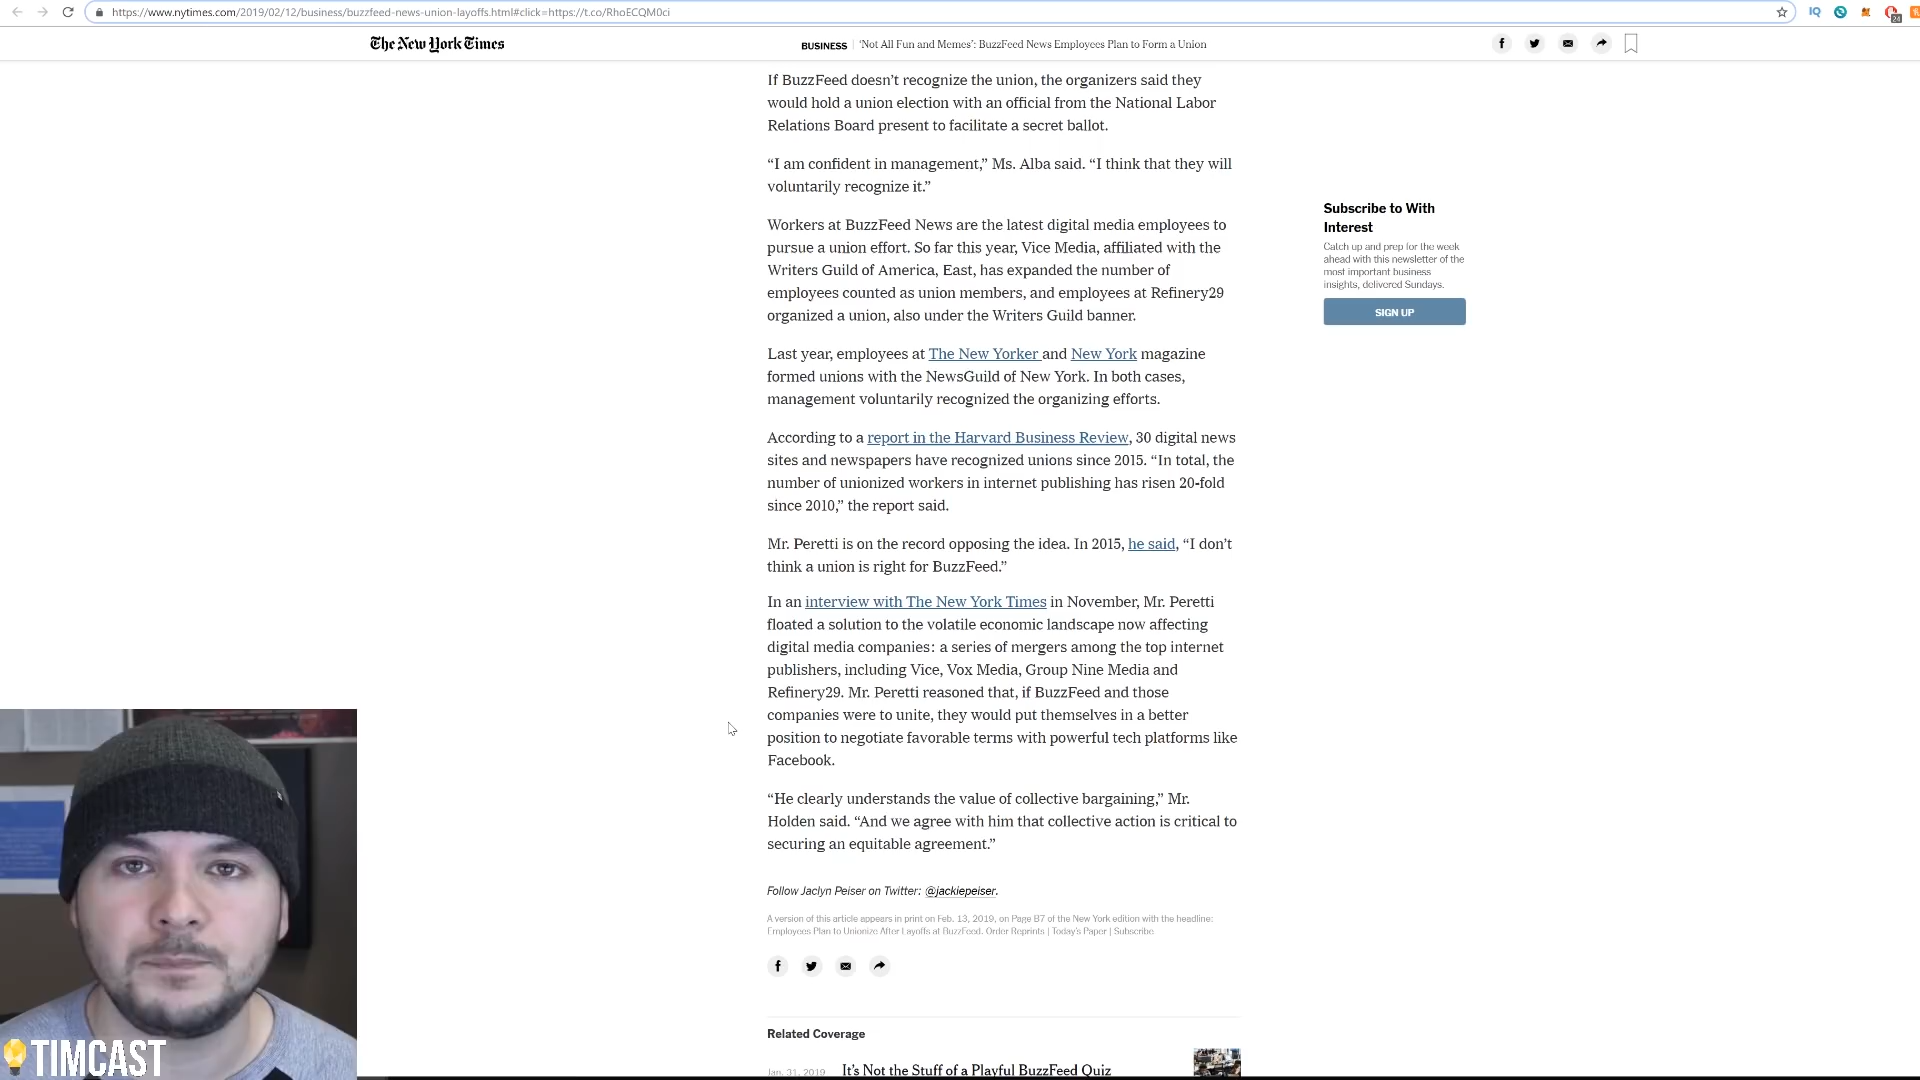 https://www.nytimes.com/2019/02/12/business/buzzfeed-news-union-layoffs.html#click=https://t.co/RhoECQM0ci
IQ
24
The New York Times
BUSINESS
‘Not All Fun and Memes’: BuzzFeed News Employees Plan to Form a Union
If BuzzFeed doesn’t recognize the union, the organizers said they
would hold a union election with an official from the National Labor
Relations Board present to facilitate a secret ballot.
“I am confident in management,” Ms. Alba said. “I think that they will
voluntarily recognize it.”
Workers at BuzzFeed News are the latest digital media employees to
pursue a union effort. So far this year, Vice Media, affiliated with the
Writers Guild of America, East, has expanded the number of
employees counted as union members, and employees at Refinery29
organized a union, also under the Writers Guild banner.
Last year, employees at The New Yorker and New York magazine
formed unions with the NewsGuild of New York. In both cases,
management voluntarily recognized the organizing efforts.
According to a report in the Harvard Business Review, 30 digital news
sites and newspapers have recognized unions since 2015. “In total, the
number of unionized workers in internet publishing has risen 20-fold
since 2010,” the report said.
Mr. Peretti is on the record opposing the idea. In 2015, he said, “I don’t
think a union is right for BuzzFeed.”
In an interview with The New York Times in November, Mr. Peretti
floated a solution to the volatile economic landscape now affecting
digital media companies: a series of mergers among the top internet
publishers, including Vice, Vox Media, Group Nine Media and
Refinery29. Mr. Peretti reasoned that, if BuzzFeed and those
companies were to unite, they would put themselves in a better
position to negotiate favorable terms with powerful tech platforms like
Facebook.
“He clearly understands the value of collective bargaining,” Mr.
Holden said. “And we agree with him that collective action is critical to
securing an equitable agreement.”
Follow Jaclyn Peiser on Twitter: @jackiepeiser.
A version of this article appears in print on Feb. 13, 2019, on Page B7 of the New York edition with the headline:
Employees Plan to Unionize After Layoffs at BuzzFeed. Order Reprints | Today’s Paper | Subscribe
Related Coverage
Jan. 31, 2019
It’s Not the Stuff of a Playful BuzzFeed Quiz
Subscribe to With
Interest
Catch up and prep for the week
ahead with this newsletter of the
most important business
insights, delivered Sundays.
SIGN UP
TIMCAST